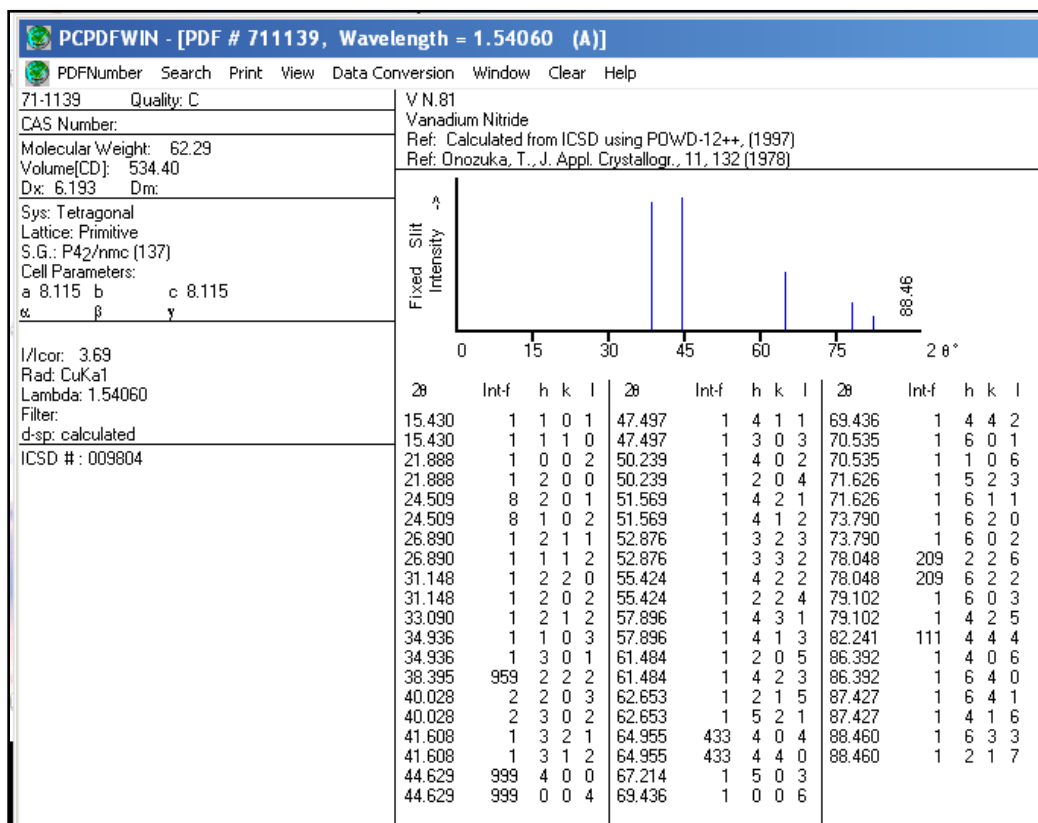 PCPDFWIN - [PDF # 711139, Wavelength = 1.54060 (A)]
PDFNumber Search Print View Data Conversion Window Clear Help
71-1139 Quality: C
CAS Number:
Molecular Weight: 62.29
Volume[CD]: 534.40
Dx: 6.193 Dm:
Sys: Tetragonal
Lattice: Primitive
S.G.: P42/nmc (137)
Cell Parameters:
a 8.115 b c 8.115
α β γ
I/Icor: 3.69
Rad: CuKa1
Lambda: 1.54060
Filter:
d-sp: calculated
ICSD # : 009804
V N.81
Vanadium Nitride
Ref: Calculated from ICSD using POWD-12++, (1997)
Ref: Onozuka, T., J. Appl. Crystallogr., 11, 132 (1978)
Fixed Slit
Intensity ->
88.46
0 15 30 45 60 75 2 θ°
2θ Int-f h k l 2θ Int-f h k l 2θ Int-f h k l
15.430 1 1 0 1 47.497 1 4 1 1 69.436 1 4 4 2
15.430 1 1 1 0 47.497 1 3 0 3 70.535 1 6 0 1
21.888 1 0 0 2 50.239 1 4 0 2 70.535 1 1 0 6
21.888 1 2 0 0 50.239 1 2 0 4 71.626 1 5 2 3
24.509 8 2 0 1 51.569 1 4 2 1 71.626 1 6 1 1
24.509 8 1 0 2 51.569 1 4 1 2 73.790 1 6 2 0
26.890 1 2 1 1 52.876 1 3 2 3 73.790 1 6 0 2
26.890 1 1 1 2 52.876 1 3 3 2 78.048 209 2 2 6
31.148 1 2 2 0 55.424 1 4 2 2 78.048 209 6 2 2
31.148 1 2 0 2 55.424 1 2 2 4 79.102 1 6 0 3
33.090 1 2 1 2 57.896 1 4 3 1 79.102 1 4 2 5
34.936 1 1 0 3 57.896 1 4 1 3 82.241 111 4 4 4
34.936 1 3 0 1 61.484 1 2 0 5 86.392 1 4 0 6
38.395 959 2 2 2 61.484 1 4 2 3 86.392 1 6 4 0
40.028 2 2 0 3 62.653 1 2 1 5 87.427 1 6 4 1
40.028 2 3 0 2 62.653 1 5 2 1 87.427 1 4 1 6
41.608 1 3 2 1 64.955 433 4 0 4 88.460 1 6 3 3
41.608 1 3 1 2 64.955 433 4 4 0 88.460 1 2 1 7
44.629 999 4 0 0 67.214 1 5 0 3
44.629 999 0 0 4 69.436 1 0 0 6